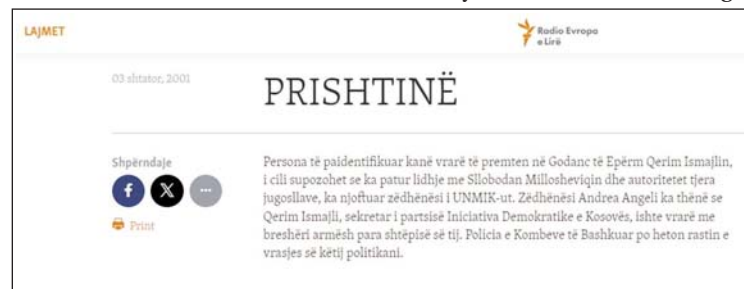 LAJMET
Radio Evropa
e Lirë
03 shtator, 2001
PRISHTINË
Shpërndaje
Print
Persona të paidentifikuar kanë vrarë të premten në Godanc të Epërm Qerim Ismajlin,
i cili supozohet se ka patur lidhje me Sllobodan Millosheviqin dhe autoritetet tjera
jugosllave, ka njoftuar zëdhënësi i UNMIK-ut. Zëdhënësi Andrea Angeli ka thënë se
Qerim Ismajli, sekretar i partsisë Iniciativa Demokratike e Kosovës, ishte vrarë me
breshëri armësh para shtëpisë së tij. Policia e Kombeve të Bashkuar po heton rastin e
vrasjes së këtij politikani.